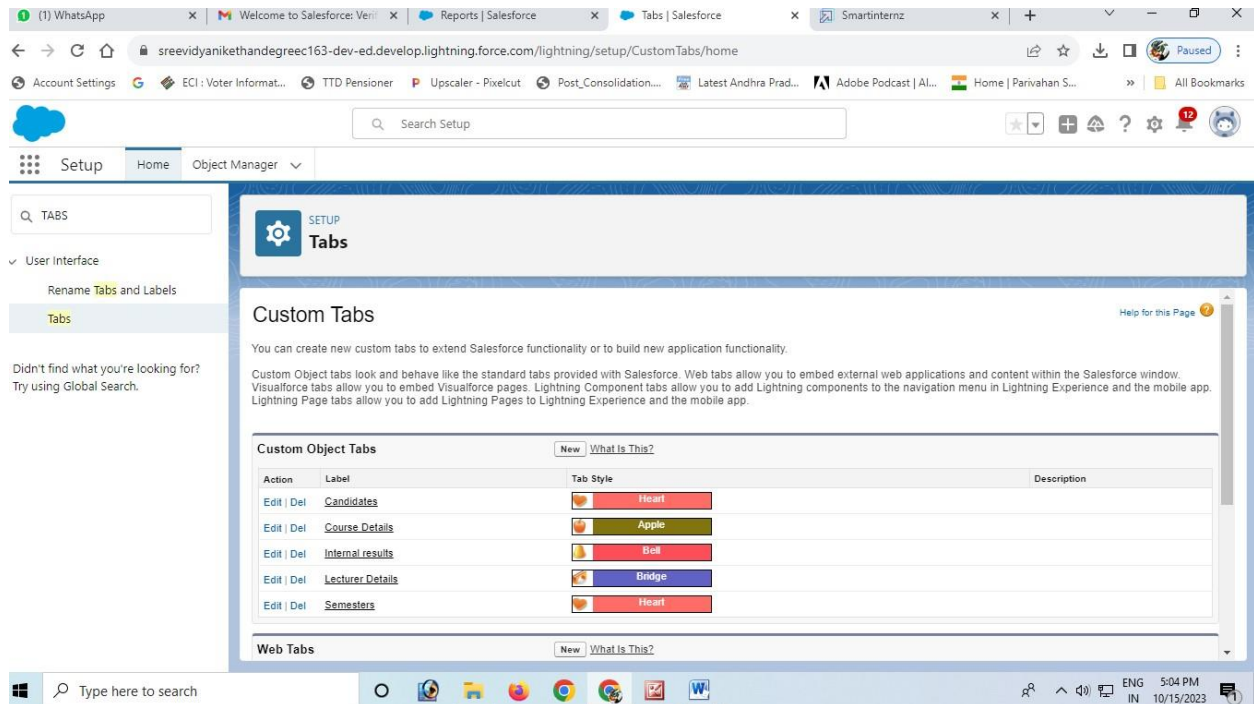 (1) WhatsApp
Welcome to Salesforce: Veri
Reports | Salesforce
Tabs | Salesforce
Smartinternz
sreevidyanikethandegreec163-dev-ed.develop.lightning.force.com/lightning/setup/CustomTabs/home
Paused
Account Settings
ECI : Voter Informat...
TTD Pensioner
Upscaler - Pixelcut
Post_Consolidation....
Latest Andhra Prad...
Adobe Podcast | AI...
Home | Parivahan S...
»
All Bookmarks
Search Setup
12
Setup
Home
Object Manager
TABS
User Interface
Rename Tabs and Labels
Tabs
Didn't find what you're looking for?
Try using Global Search.
SETUP
Tabs
Custom Tabs
Help for this Page
You can create new custom tabs to extend Salesforce functionality or to build new application functionality.
Custom Object tabs look and behave like the standard tabs provided with Salesforce. Web tabs allow you to embed external web applications and content within the Salesforce window.
Visualforce tabs allow you to embed Visualforce pages. Lightning Component tabs allow you to add Lightning components to the navigation menu in Lightning Experience and the mobile app.
Lightning Page tabs allow you to add Lightning Pages to Lightning Experience and the mobile app.
Custom Object Tabs New What Is This?
Action Label Tab Style Description
Edit | Del Candidates Heart
Edit | Del Course Details Apple
Edit | Del Internal results Bell
Edit | Del Lecturer Details Bridge
Edit | Del Semesters Heart
Web Tabs New What Is This?
Type here to search
ENG 5:04 PM
IN 10/15/2023